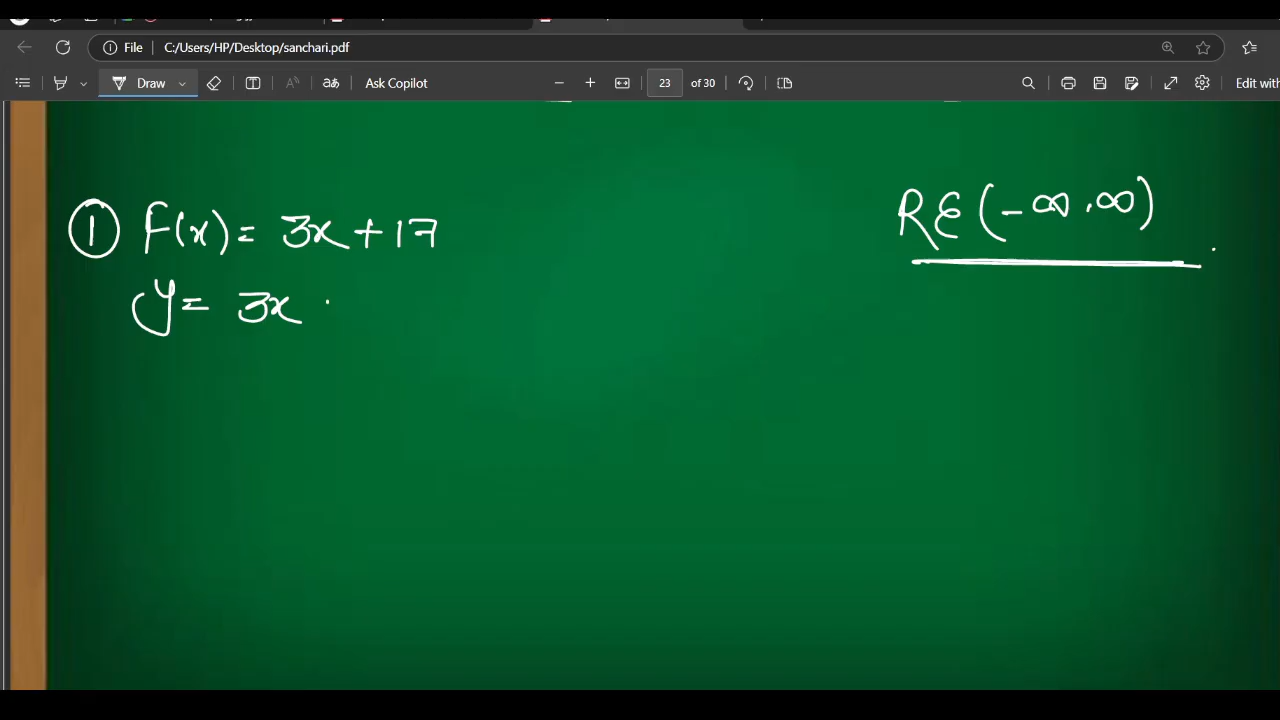 File C:/Users/HP/Desktop/sanchari.pdf
Draw Ask Copilot 23 of 30 Edit with
① F(x) = 3x + 17
R ∈ (-∞, ∞)
y = 3x